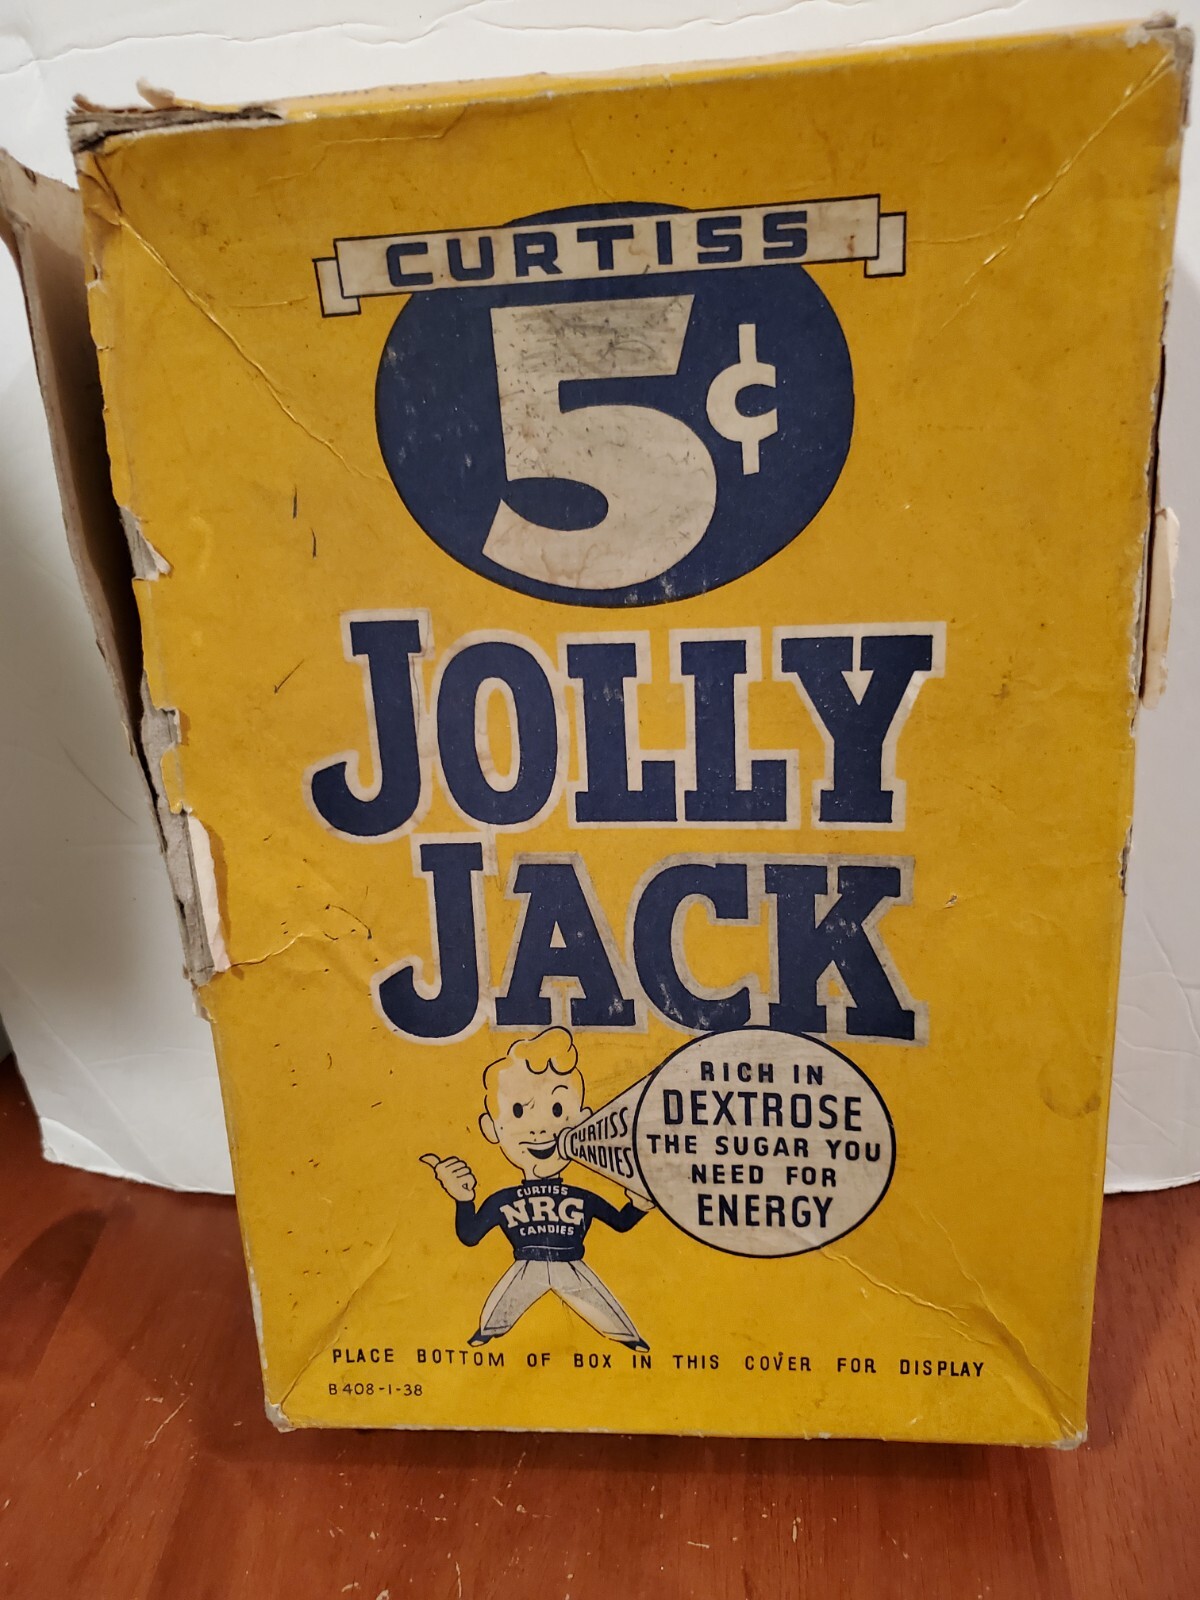 CURTISS
5¢
JOLLY
JACK
RICH IN
DEXTROSE
THE SUGAR YOU
NEED FOR
ENERGY
CURTISS
CANDIES
CURTISS
NRG
CANDIES
PLACE BOTTOM OF BOX IN THIS COVER FOR DISPLAY
B408-1-38